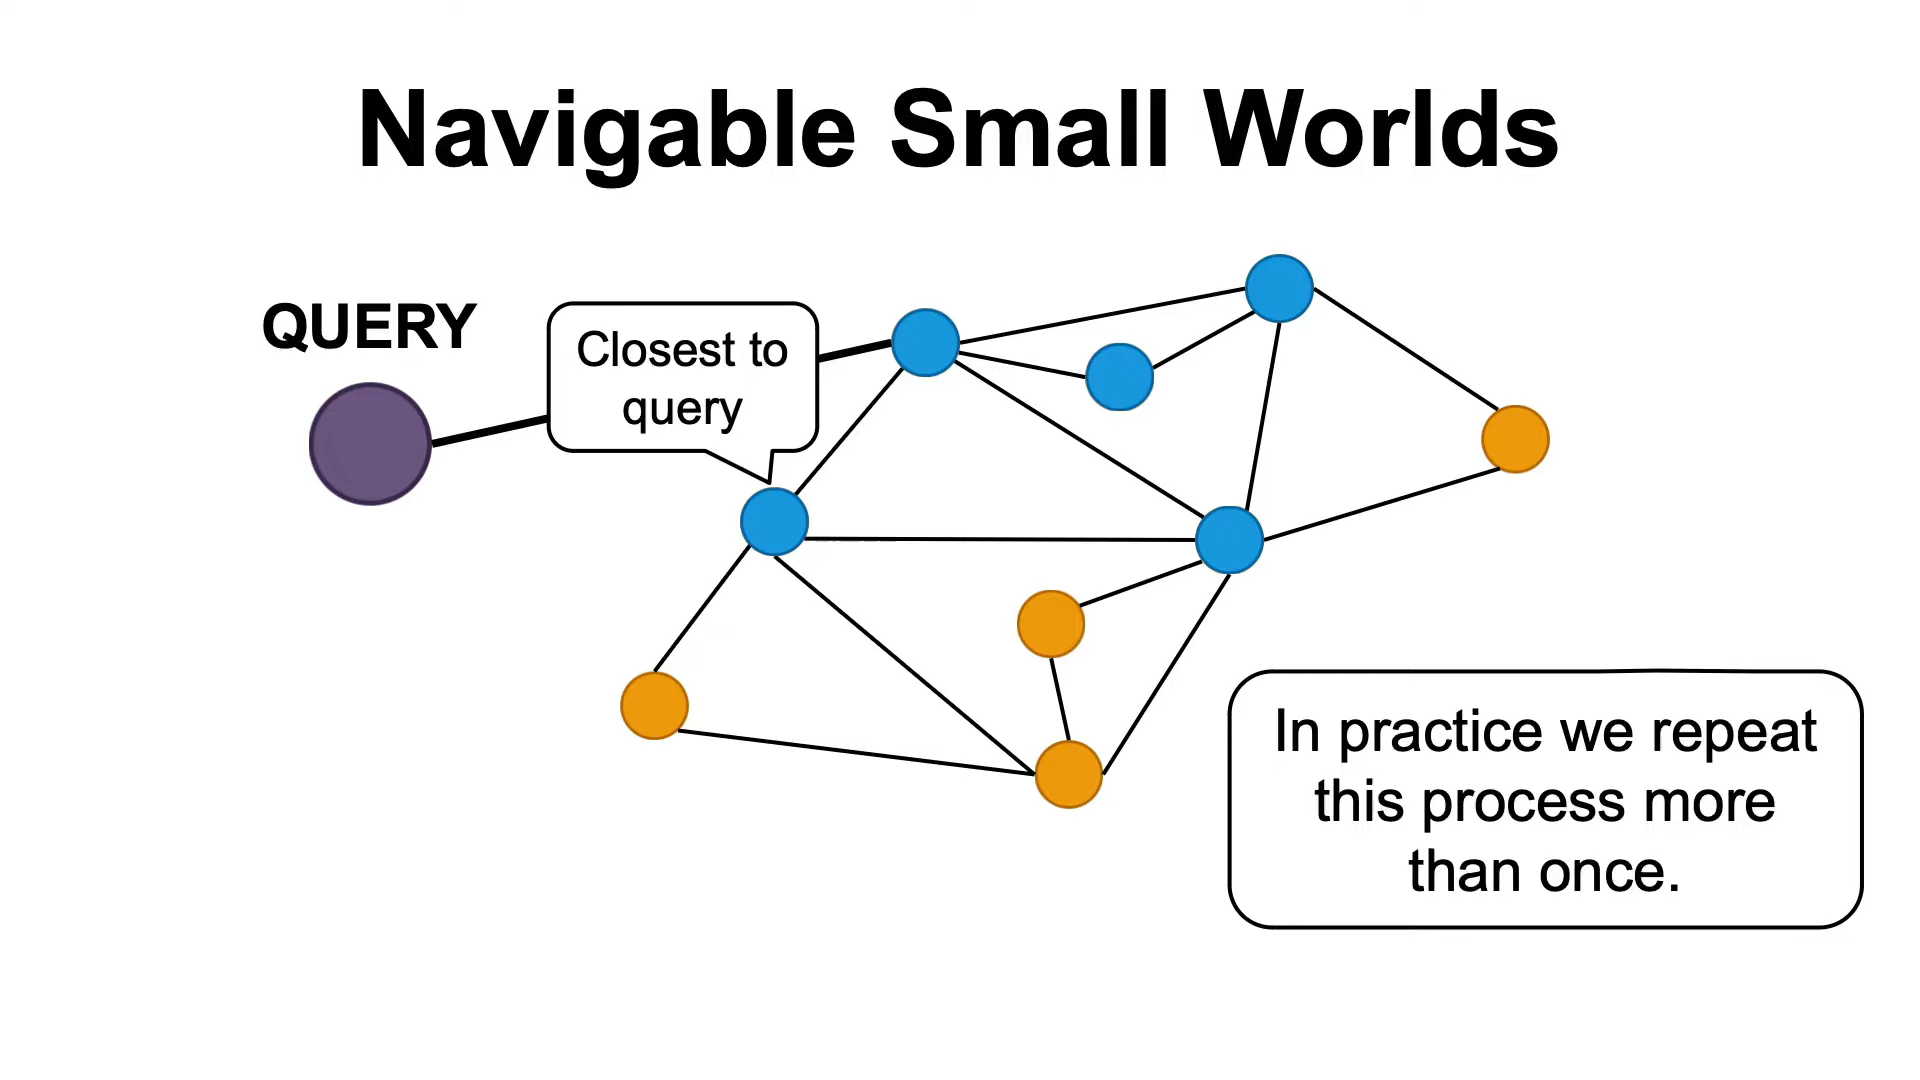 Navigable Small Worlds
QUERY
Closest to
query
In practice we repeat
this process more
than once.